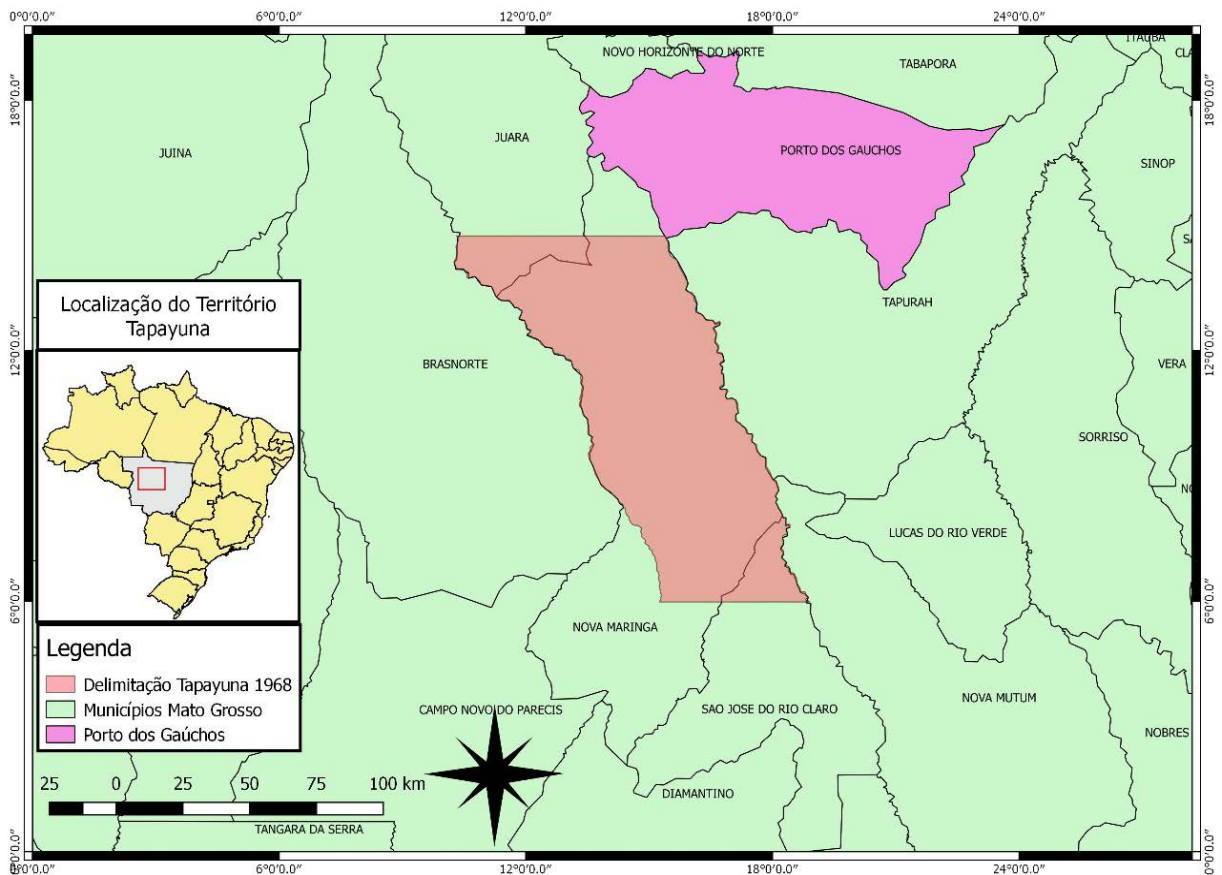 0°0'0.0" 6°0'0.0" 12°0'0.0" 18°0'0.0" 24°0'0.0"
ITAUBA
NOVO HORIZONTE DO NORTE
CLA
TABAPORA
18°0'0.0" 18°0'0.0"
JUARA
JUINA
PORTO DOS GAUCHOS
SINOP
SA
Localização do Território
Tapayuna
TAPURAH
12°0'0.0" 12°0'0.0"
BRASNORTE
VERA
SORRISO
NO
LUCAS DO RIO VERDE
6°0'0.0" 6°0'0.0"
NOVA MARINGA
Legenda
Delimitação Tapayuna 1968
Municípios Mato Grosso
Porto dos Gaúchos
NOVA MUTUM
CAMPO NOVO DO PARECIS
SAO JOSE DO RIO CLARO
NOBRES
25 0 25 50 75 100 km
DIAMANTINO
TANGARA DA SERRA
0°0'0.0" 0°0'0.0"
0°0'0.0" 6°0'0.0" 12°0'0.0" 18°0'0.0" 24°0'0.0"